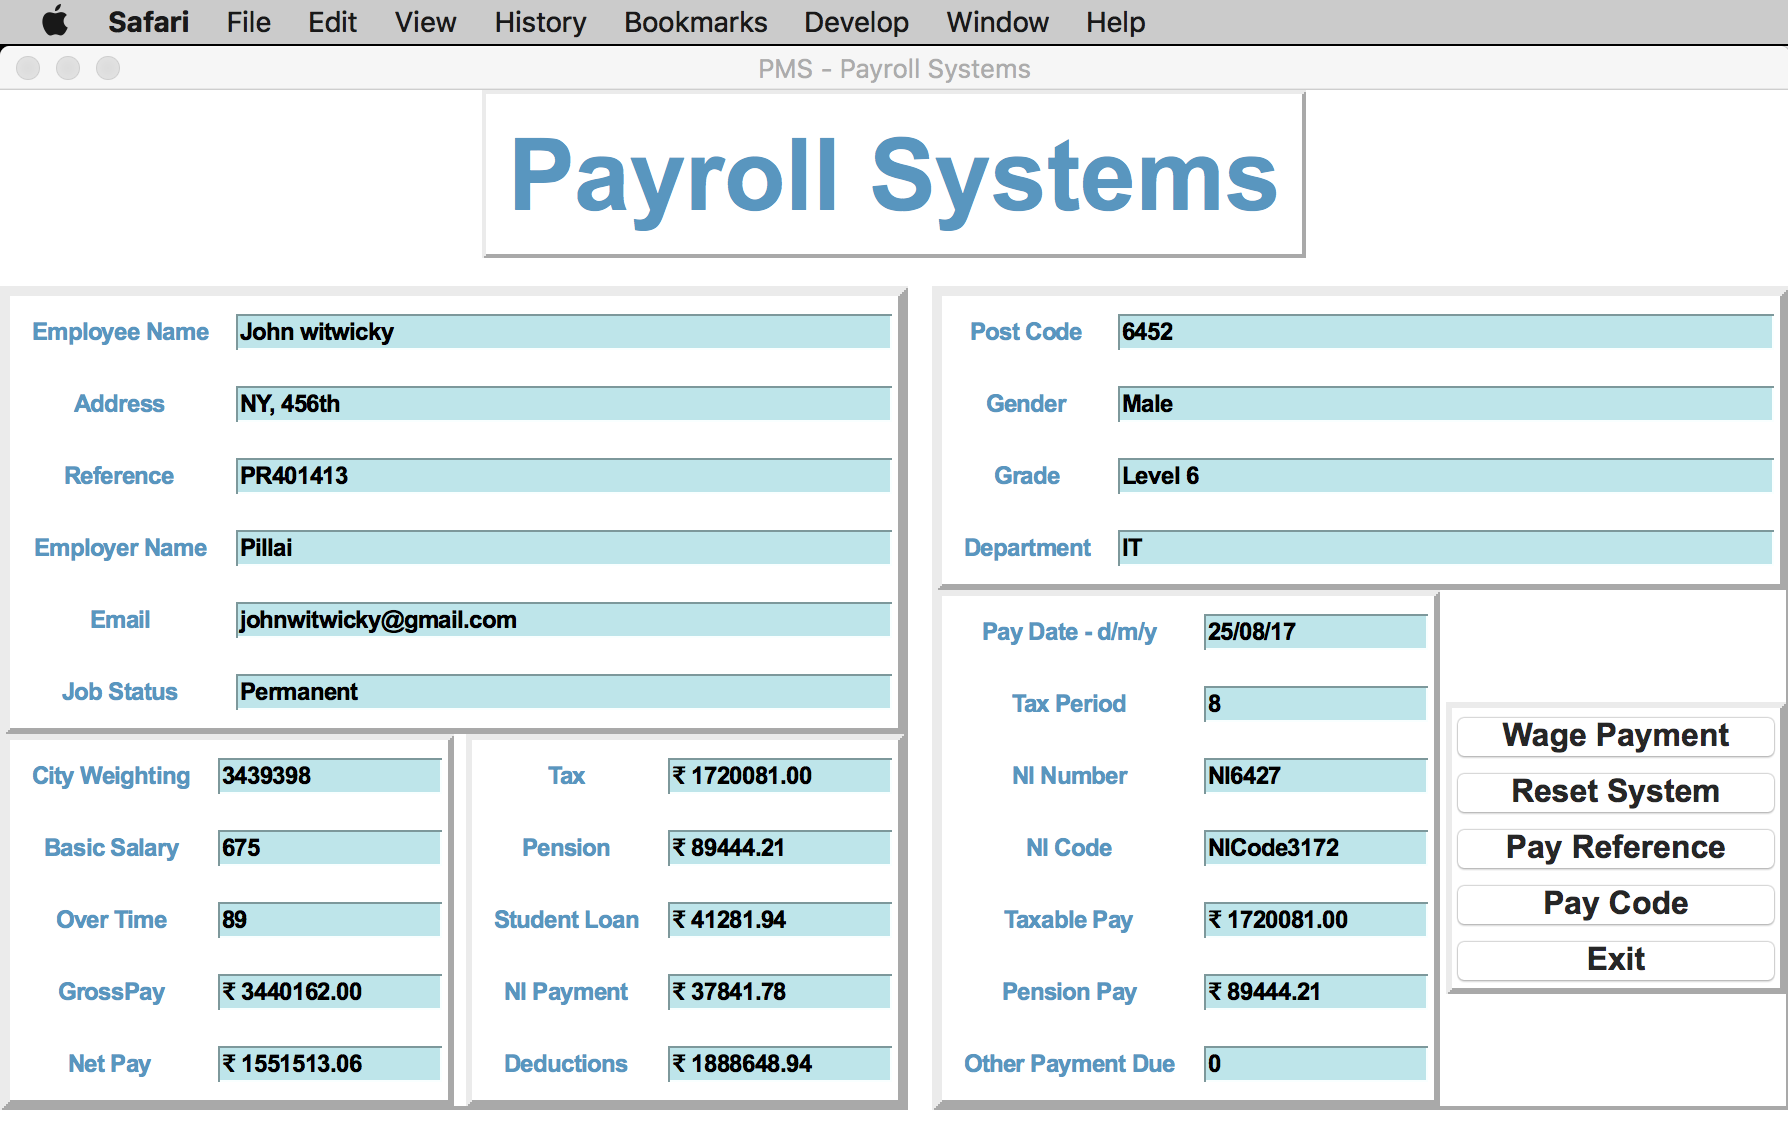 Safari File Edit View History Bookmarks Develop Window Help
PMS - Payroll Systems
Payroll Systems
Employee Name John witwicky
Address NY, 456th
Reference PR401413
Employer Name Pillai
Email johnwitwicky@gmail.com
Job Status Permanent
Post Code 6452
Gender Male
Grade Level 6
Department IT
City Weighting 3439398
Basic Salary 675
Over Time 89
GrossPay ₹ 3440162.00
Net Pay ₹ 1551513.06
Tax ₹ 1720081.00
Pension ₹ 89444.21
Student Loan ₹ 41281.94
NI Payment ₹ 37841.78
Deductions ₹ 1888648.94
Pay Date - d/m/y 25/08/17
Tax Period 8
NI Number NI6427
NI Code NICode3172
Taxable Pay ₹ 1720081.00
Pension Pay ₹ 89444.21
Other Payment Due 0
Wage Payment
Reset System
Pay Reference
Pay Code
Exit